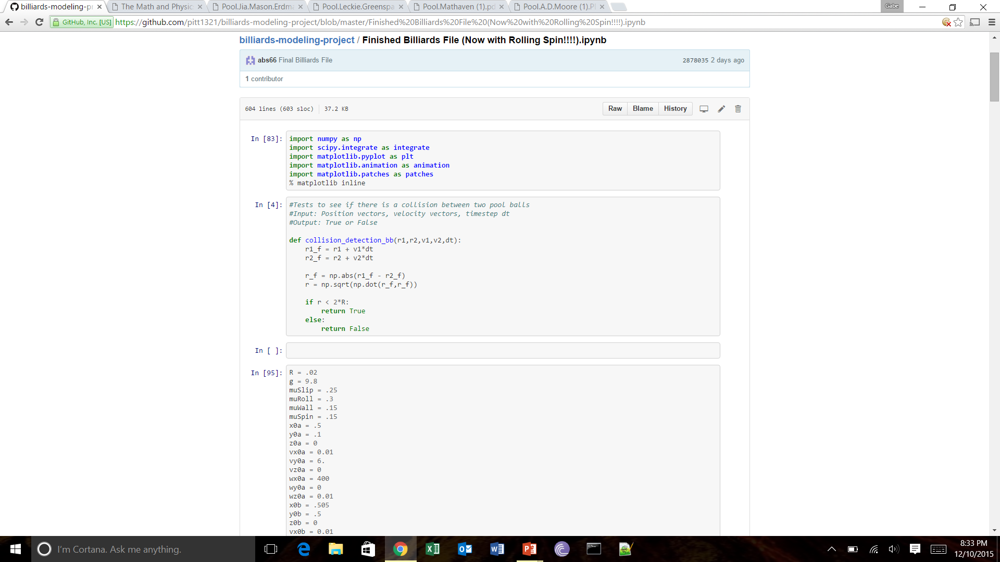 billiards-modeling-pr
The Math and Physic
Pool.Jia.Mason.Erdma
Pool.Leckie.Greenspa
Pool.Mathaven (1).pd
Pool.A.D.Moore (1).P
Gabe
GitHub, Inc. [US]
https://github.com/pitt1321/billiards-modeling-project/blob/master/Finished%20Billiards%20File%20(Now%20with%20Rolling%20Spin!!!!).ipynb
billiards-modeling-project / Finished Billiards File (Now with Rolling Spin!!!!).ipynb
abs66 Final Billiards File
2878035 2 days ago
1 contributor
604 lines (603 sloc)
37.2 KB
Raw
Blame
History
In [83]:
import numpy as np
import scipy.integrate as integrate
import matplotlib.pyplot as plt
import matplotlib.animation as animation
import matplotlib.patches as patches
% matplotlib inline
In [4]:
#Tests to see if there is a collision between two pool balls
#Input: Position vectors, velocity vectors, timestep dt
#Output: True or False
def collision_detection_bb(r1,r2,v1,v2,dt):
r1_f = r1 + v1*dt
r2_f = r2 + v2*dt
r_f = np.abs(r1_f - r2_f)
r = np.sqrt(np.dot(r_f,r_f))
if r < 2*R:
return True
else:
return False
In [ ]:
In [95]:
R = .02
g = 9.8
muSlip = .25
muRoll = .3
muWall = .15
muSpin = .15
x0a = .5
y0a = .1
z0a = 0
vx0a = 0.01
vy0a = 6.
vz0a = 0
wx0a = 400
wy0a = 0
wz0a = 0.01
x0b = .505
y0b = .5
z0b = 0
vx0b = 0.01
I'm Cortana. Ask me anything.
8:33 PM
12/10/2015